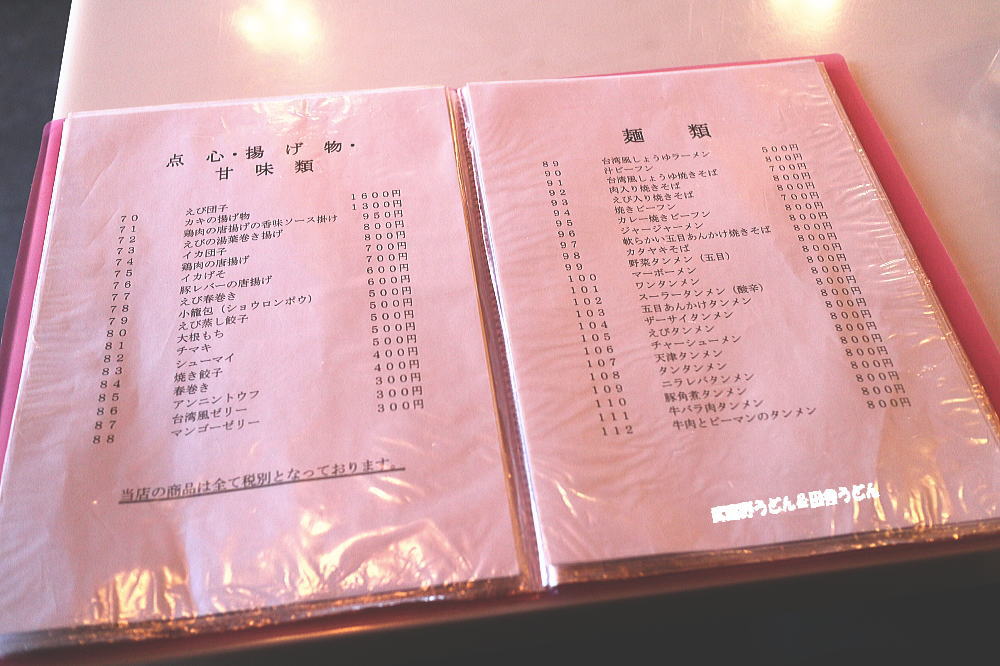 点 心・揚 げ 物・
甘 味 類
70 えび団子 1600円
71 カキの揚げ物 1300円
72 鶏肉の唐揚げの香味ソース掛け 950円
73 えびの湯葉巻き揚げ 800円
74 イカ団子 800円
75 鶏肉の唐揚げ 700円
76 イカげそ 700円
77 豚レバーの唐揚げ 600円
78 えび春巻き 600円
79 小籠包（ショウロンポウ） 500円
80 えび蒸し餃子 500円
81 大根もち 500円
82 チマキ 500円
83 シューマイ 500円
84 焼き餃子 400円
85 春巻き 400円
86 アンニントウフ 300円
87 台湾風ゼリー 300円
88 マンゴーゼリー 300円
当店の商品は全て税別となっております。
麺 類
89 台湾風しょうゆラーメン 500円
90 汁ビーフン 800円
91 台湾風しょうゆ焼きそば 700円
92 肉入り焼きそば 800円
93 えび入り焼きそば 800円
94 焼きビーフン 700円
95 カレー焼きビーフン 800円
96 ジャージャーメン 800円
97 軟らかい五目あんかけ焼きそば 800円
98 カタヤキそば 800円
99 野菜タンメン（五目） 800円
100 マーボーメン 800円
101 ワンタンメン 800円
102 スーラータンメン（酸辛） 800円
103 五目あんかけタンメン 800円
104 ザーサイタンメン 800円
105 えびタンメン 800円
106 チャーシューメン 800円
107 天津タンメン 800円
108 タンタンメン 800円
109 ニラレバタンメン 800円
110 豚角煮タンメン 800円
111 牛バラ肉タンメン 800円
112 牛肉とピーマンのタンメン 800円
武蔵野うどん&田舎うどん